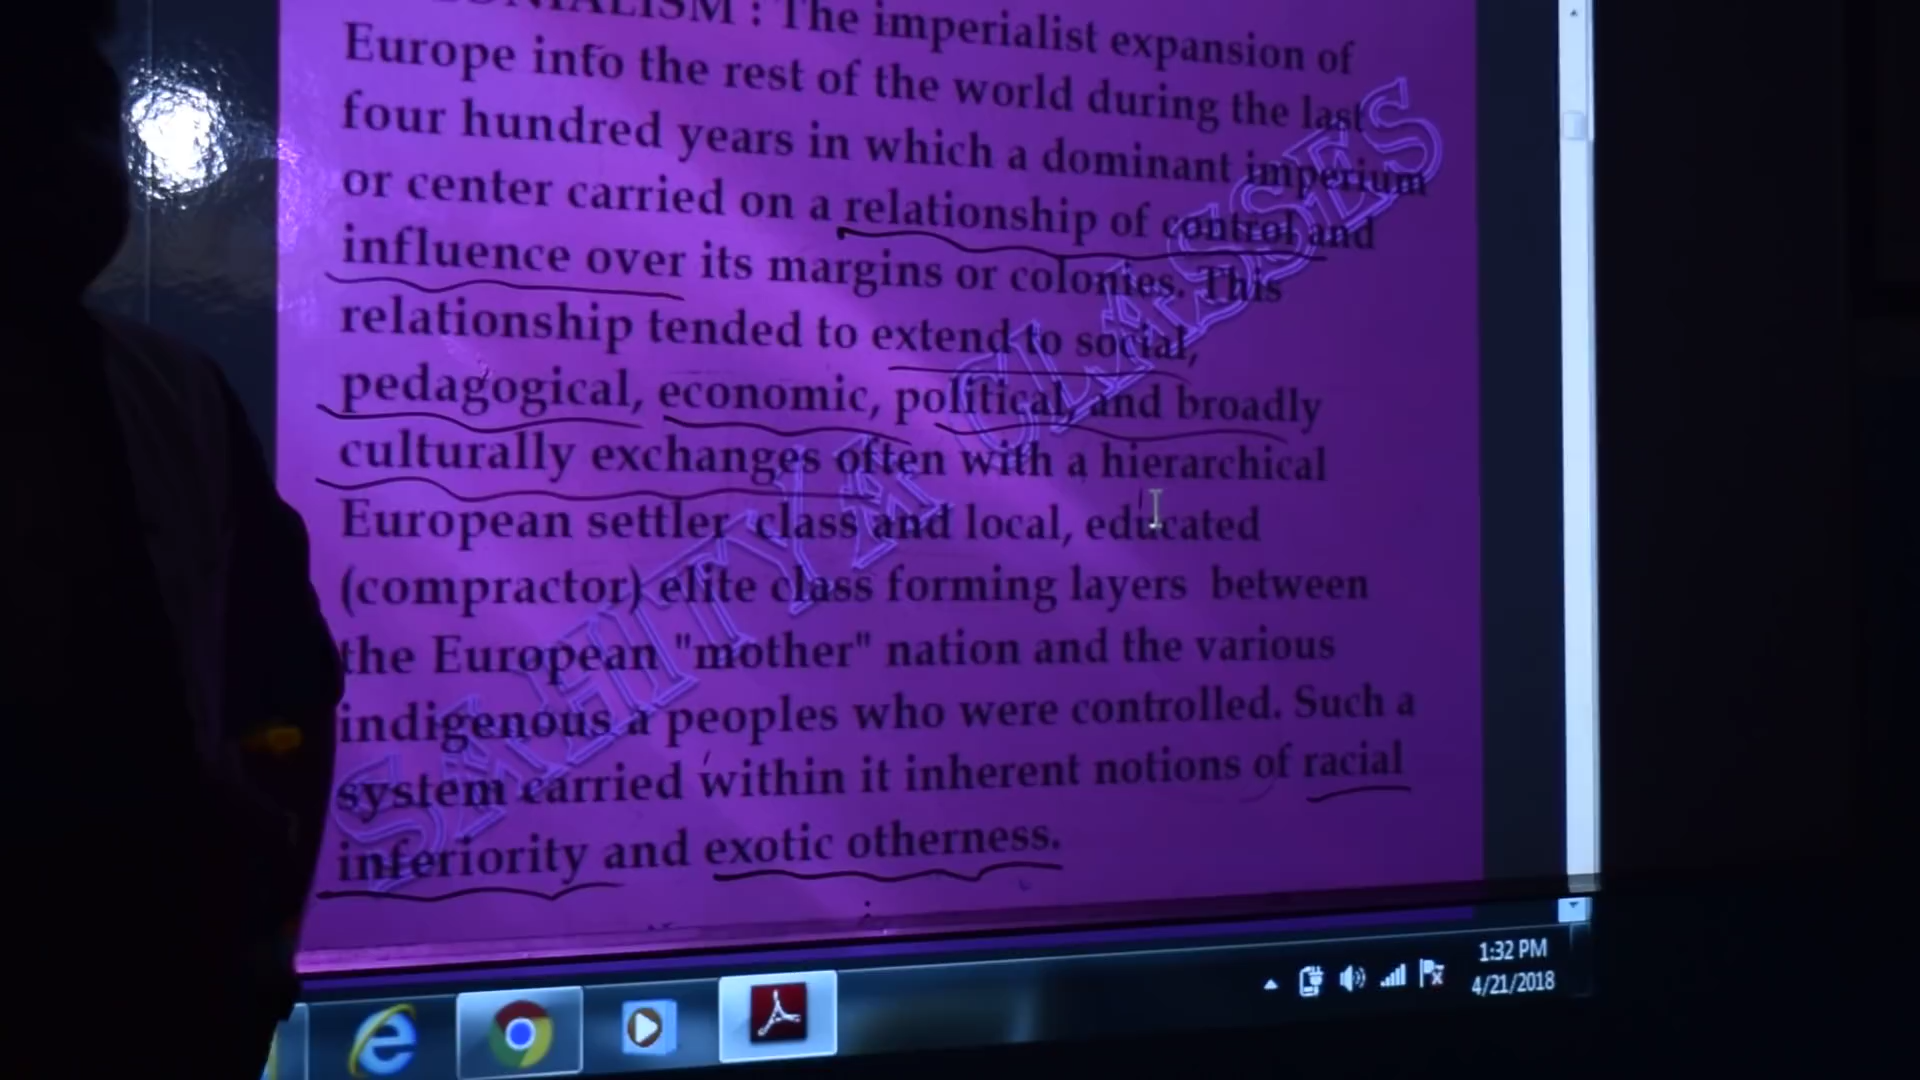 ONIALISM : The imperialist expansion of
Europe info the rest of the world during the last
four hundred years in which a dominant imperium
or center carried on a relationship of control and
influence over its margins or colonies. This
relationship tended to extend to social,
pedagogical, economic, political, and broadly
culturally exchanges often with a hierarchical
European settler class and local, educated
(compractor) elite class forming layers between
the European "mother" nation and the various
indigenous a peoples who were controlled. Such a
system carried within it inherent notions of racial
inferiority and exotic otherness.
SAHITYA CLASSES
1:32 PM
4/21/2018